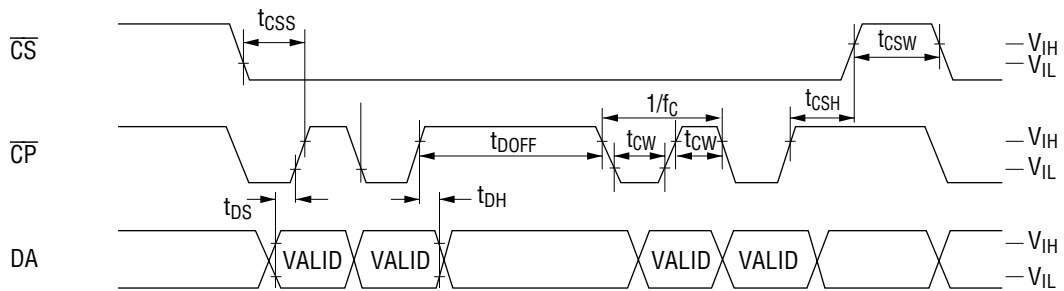 tCSS
CS
tCSW
VIH
VIL
tCSH
1/fC
CP
tDOFF
tCW
tCW
VIH
VIL
tDS
tDH
DA
VALID
VALID
VALID
VALID
VIH
VIL